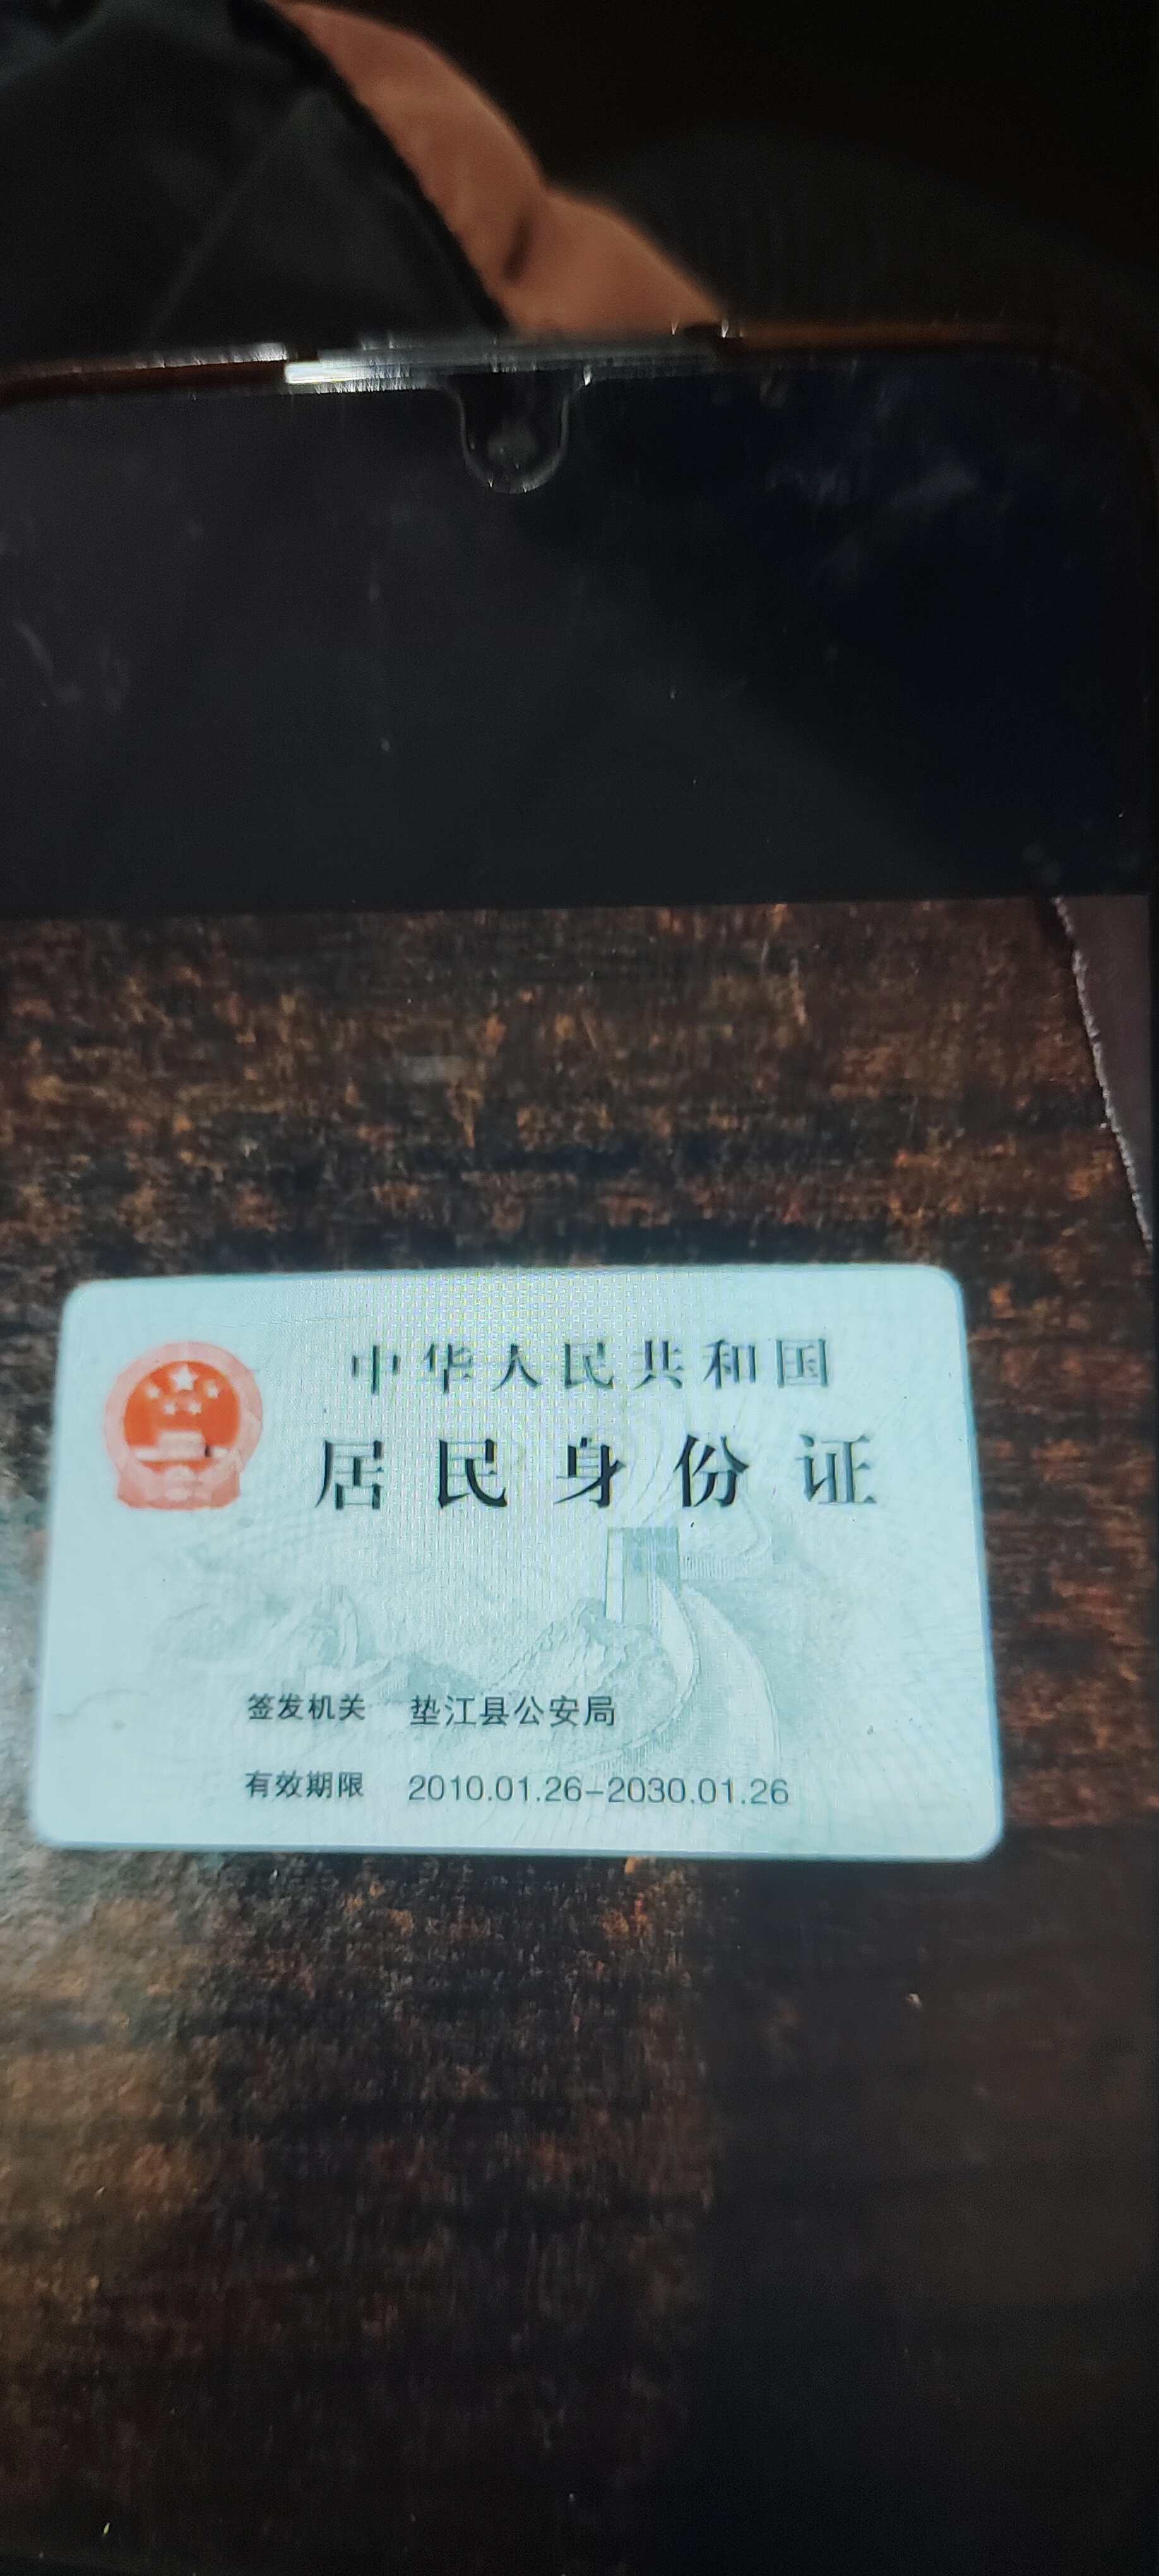 中华人民共和国
居民身份证
签发机关 垫江县公安局
有效期限 2010.01.26-2030.01.26